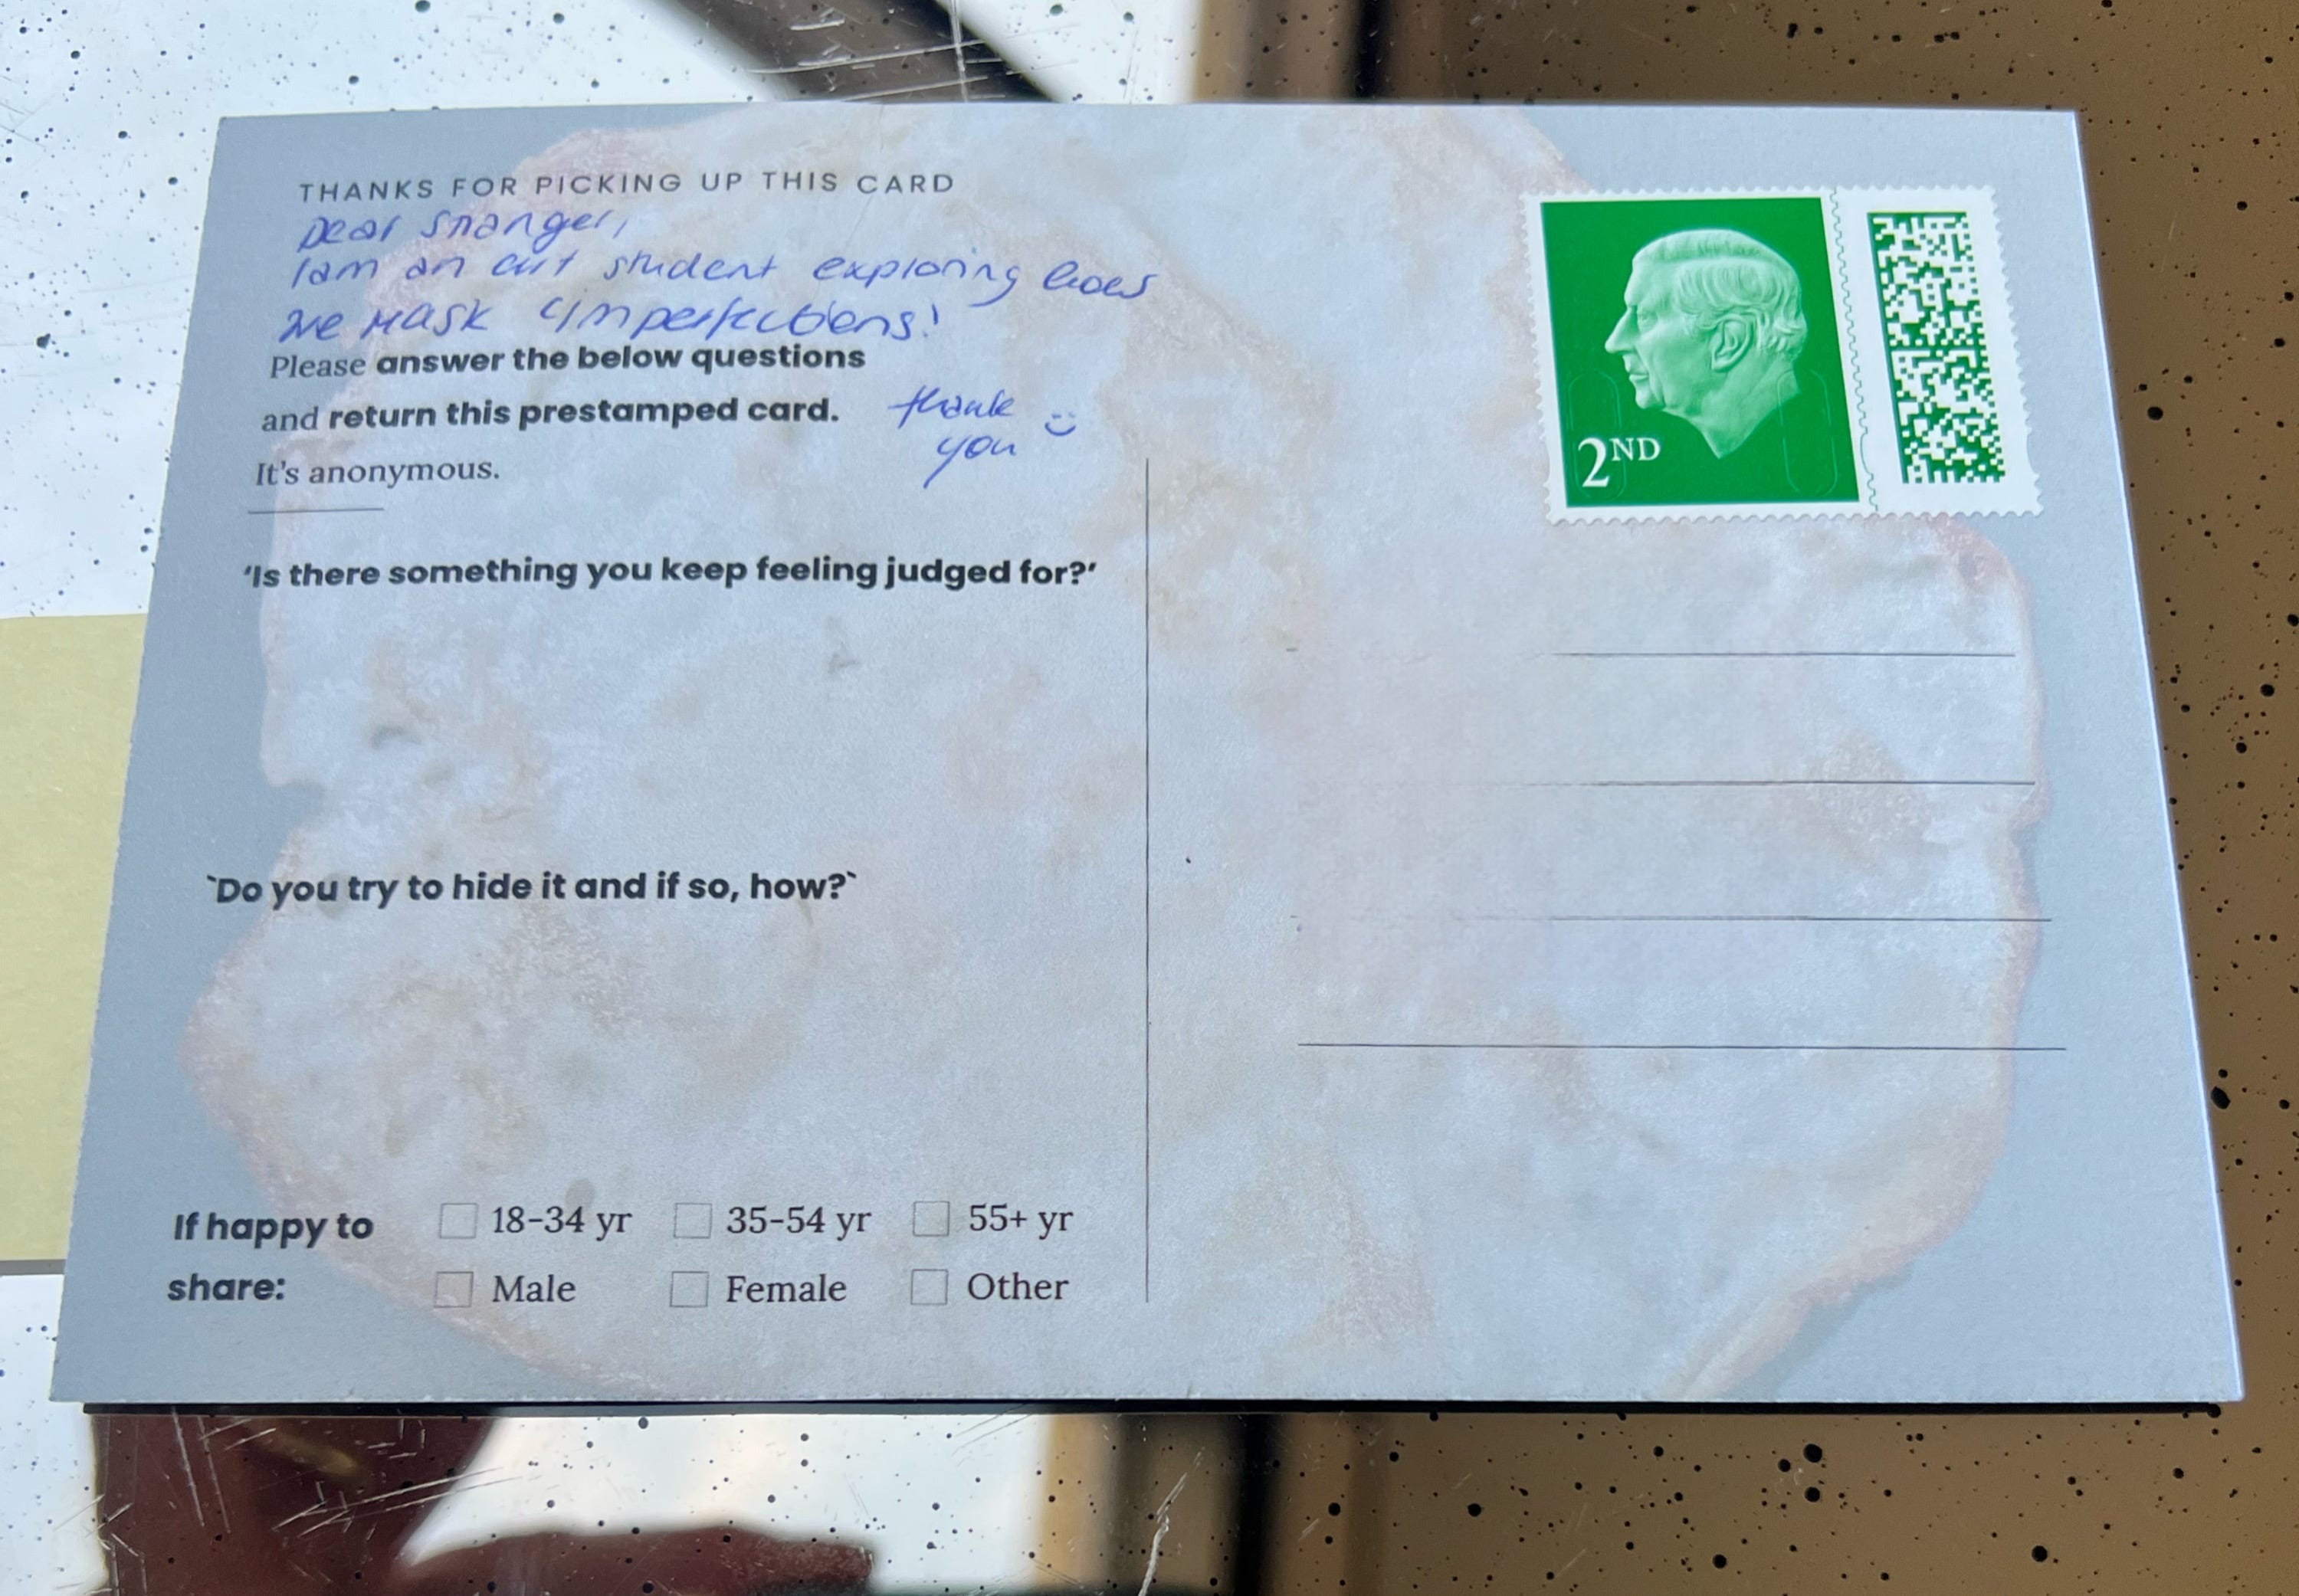 THANKS FOR PICKING UP THIS CARD
Dear Stranger,
I am an art student exploring how
we mask "imperfections!
Please answer the below questions
and return this prestamped card.
thank
you
It's anonymous.
'Is there something you keep feeling judged for?'
`Do you try to hide it and if so, how?`
If happy to
share:
18-34 yr
35-54 yr
55+ yr
Male
Female
Other
2ND